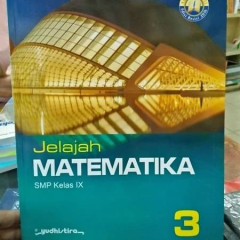 Jelajah
MATEMATIKA
SMP Kelas IX
yudhistira
3